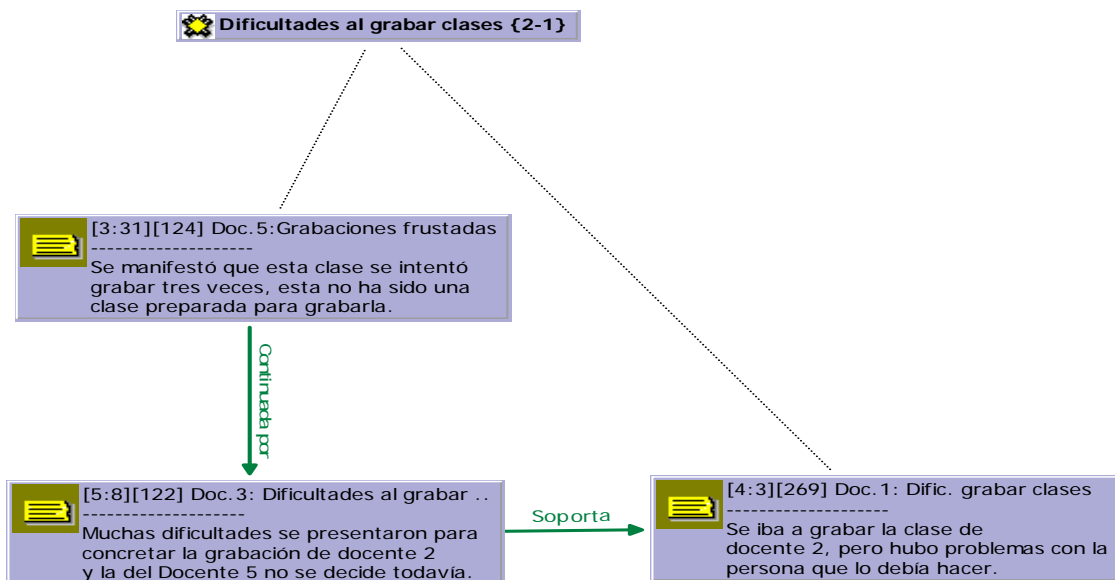 Dificultades al grabar clases {2-1}
[3:31][124] Doc.5:Grabaciones frustadas
--------------------
Se manifestó que esta clase se intentó
grabar tres veces, esta no ha sido una
clase preparada para grabarla.
Continuada por
[5:8][122] Doc.3: Dificultades al grabar ..
--------------------
Muchas dificultades se presentaron para
concretar la grabación de docente 2
y la del Docente 5 no se decide todavía.
Soporta
[4:3][269] Doc.1: Dific. grabar clases
--------------------
Se iba a grabar la clase de
docente 2, pero hubo problemas con la
persona que lo debía hacer.